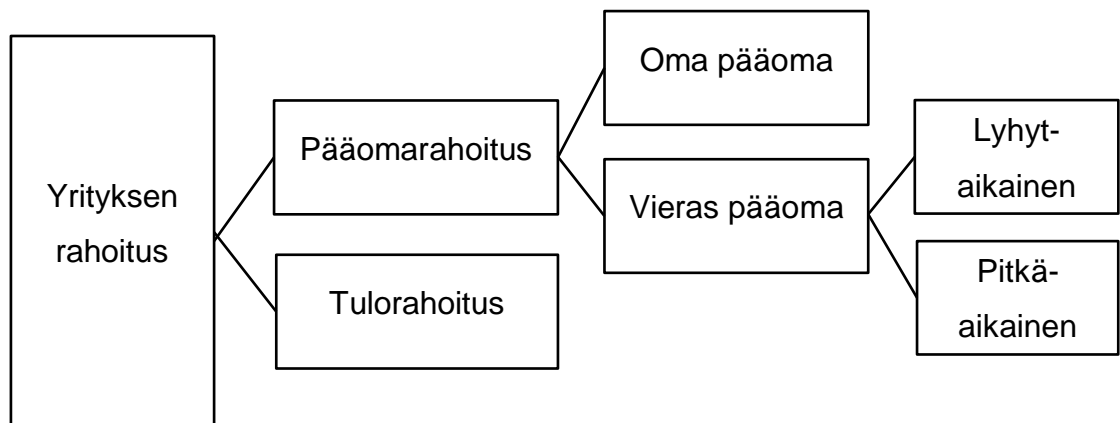 Yrityksen
rahoitus
Pääomarahoitus
Tulorahoitus
Oma pääoma
Vieras pääoma
Lyhyt-
aikainen
Pitkä-
aikainen